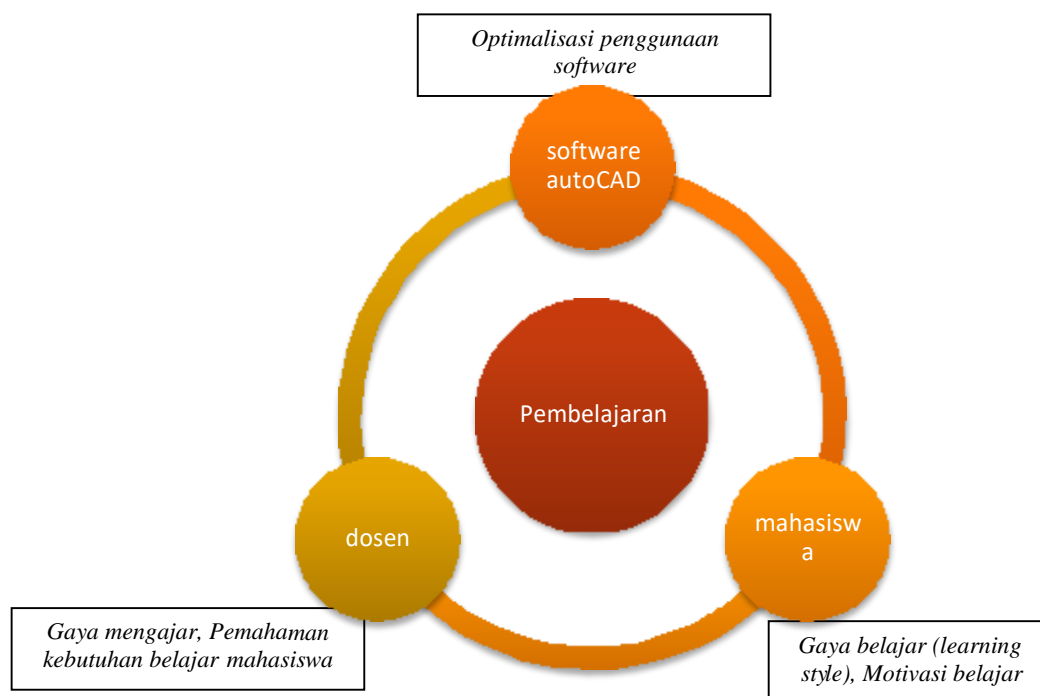 Optimalisasi penggunaan
software
software
autoCAD
Pembelajaran
dosen
mahasisw
a
Gaya mengajar, Pemahaman
kebutuhan belajar mahasiswa
Gaya belajar (learning
style), Motivasi belajar